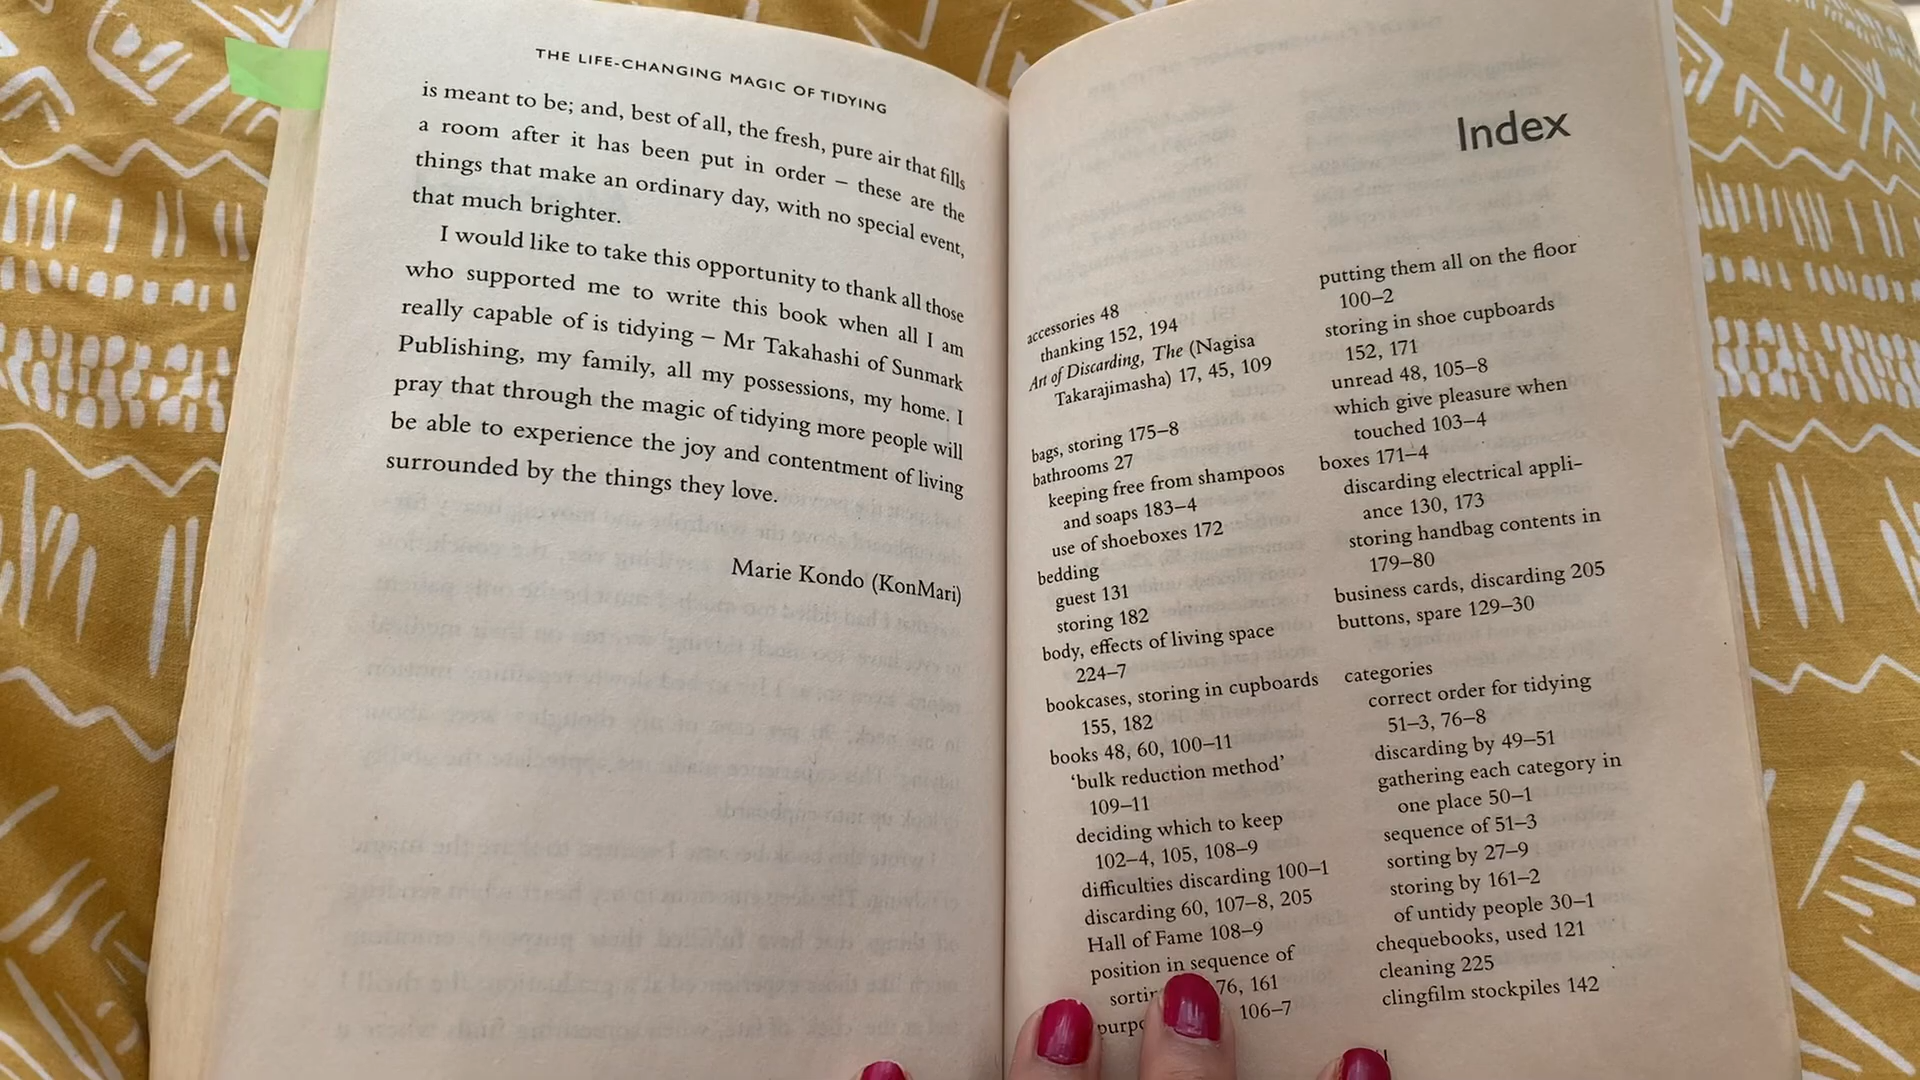 THE LIFE-CHANGING MAGIC OF TIDYING
is meant to be; and, best of all, the fresh, pure air that fills
a room after it has been put in order – these are the
things that make an ordinary day, with no special event,
that much brighter.
I would like to take this opportunity to thank all those
who supported me to write this book when all I am
really capable of is tidying – Mr Takahashi of Sunmark
Publishing, my family, all my possessions, my home. I
pray that through the magic of tidying more people will
be able to experience the joy and contentment of living
surrounded by the things they love.
Marie Kondo (KonMari)
Index
accessories 48
thanking 152, 194
Art of Discarding, The (Nagisa
Takarajimasha) 17, 45, 109
bags, storing 175–8
bathrooms 27
keeping free from shampoos
and soaps 183–4
use of shoeboxes 172
bedding
guest 131
storing 182
body, effects of living space
224–7
bookcases, storing in cupboards
155, 182
books 48, 60, 100–11
‘bulk reduction method’
109–11
deciding which to keep
102–4, 105, 108–9
difficulties discarding 100–1
discarding 60, 107–8, 205
Hall of Fame 108–9
position in sequence of
76, 161
106–7
putting them all on the floor
100–2
storing in shoe cupboards
152, 171
unread 48, 105–8
which give pleasure when
touched 103–4
boxes 171–4
discarding electrical appli-
ance 130, 173
storing handbag contents in
179–80
business cards, discarding 205
buttons, spare 129–30
categories
correct order for tidying
51–3, 76–8
discarding by 49–51
gathering each category in
one place 50–1
sequence of 51–3
sorting by 27–9
storing by 161–2
of untidy people 30–1
chequebooks, used 121
cleaning 225
clingfilm stockpiles 142